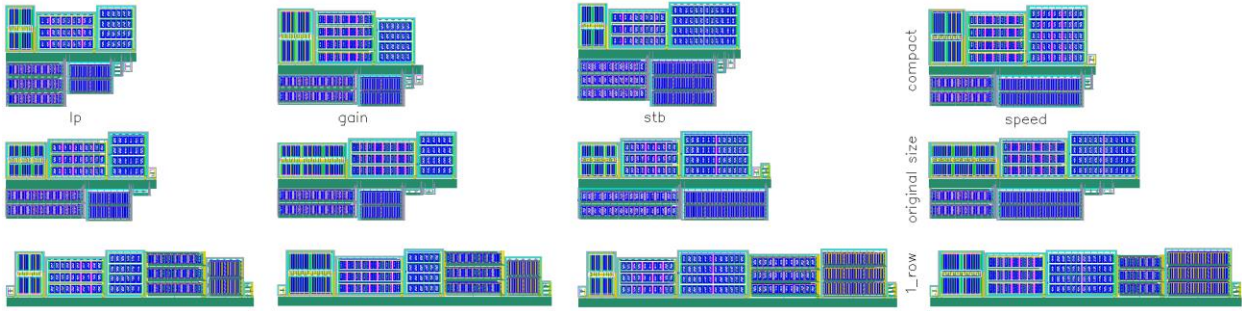 compact
lp
gain
stb
speed
original size
1_row